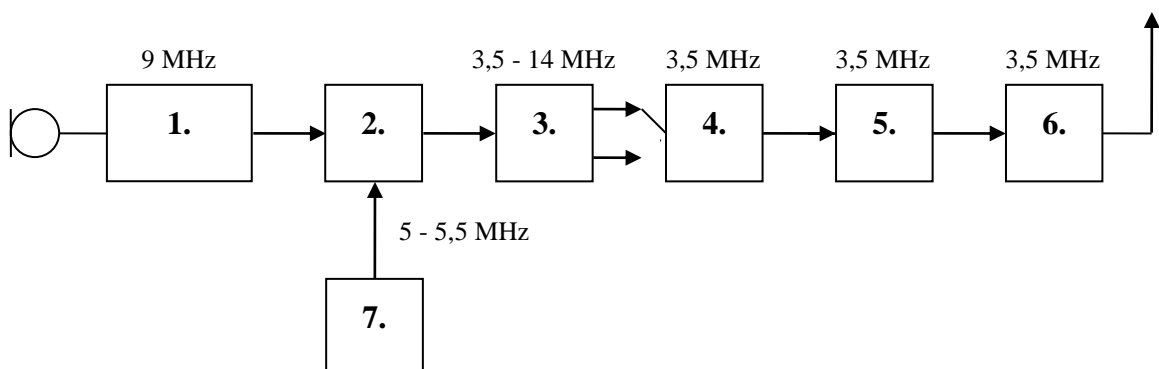 9 MHz
3,5 - 14 MHz
3,5 MHz
3,5 MHz
3,5 MHz
1.
2.
3.
4.
5.
6.
5 - 5,5 MHz
7.